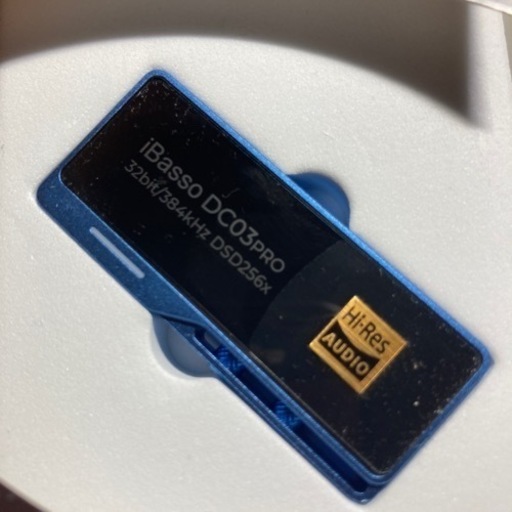 iBasso DC03PRO
32bit/384kHz DSD256x
Hi-Res
AUDIO